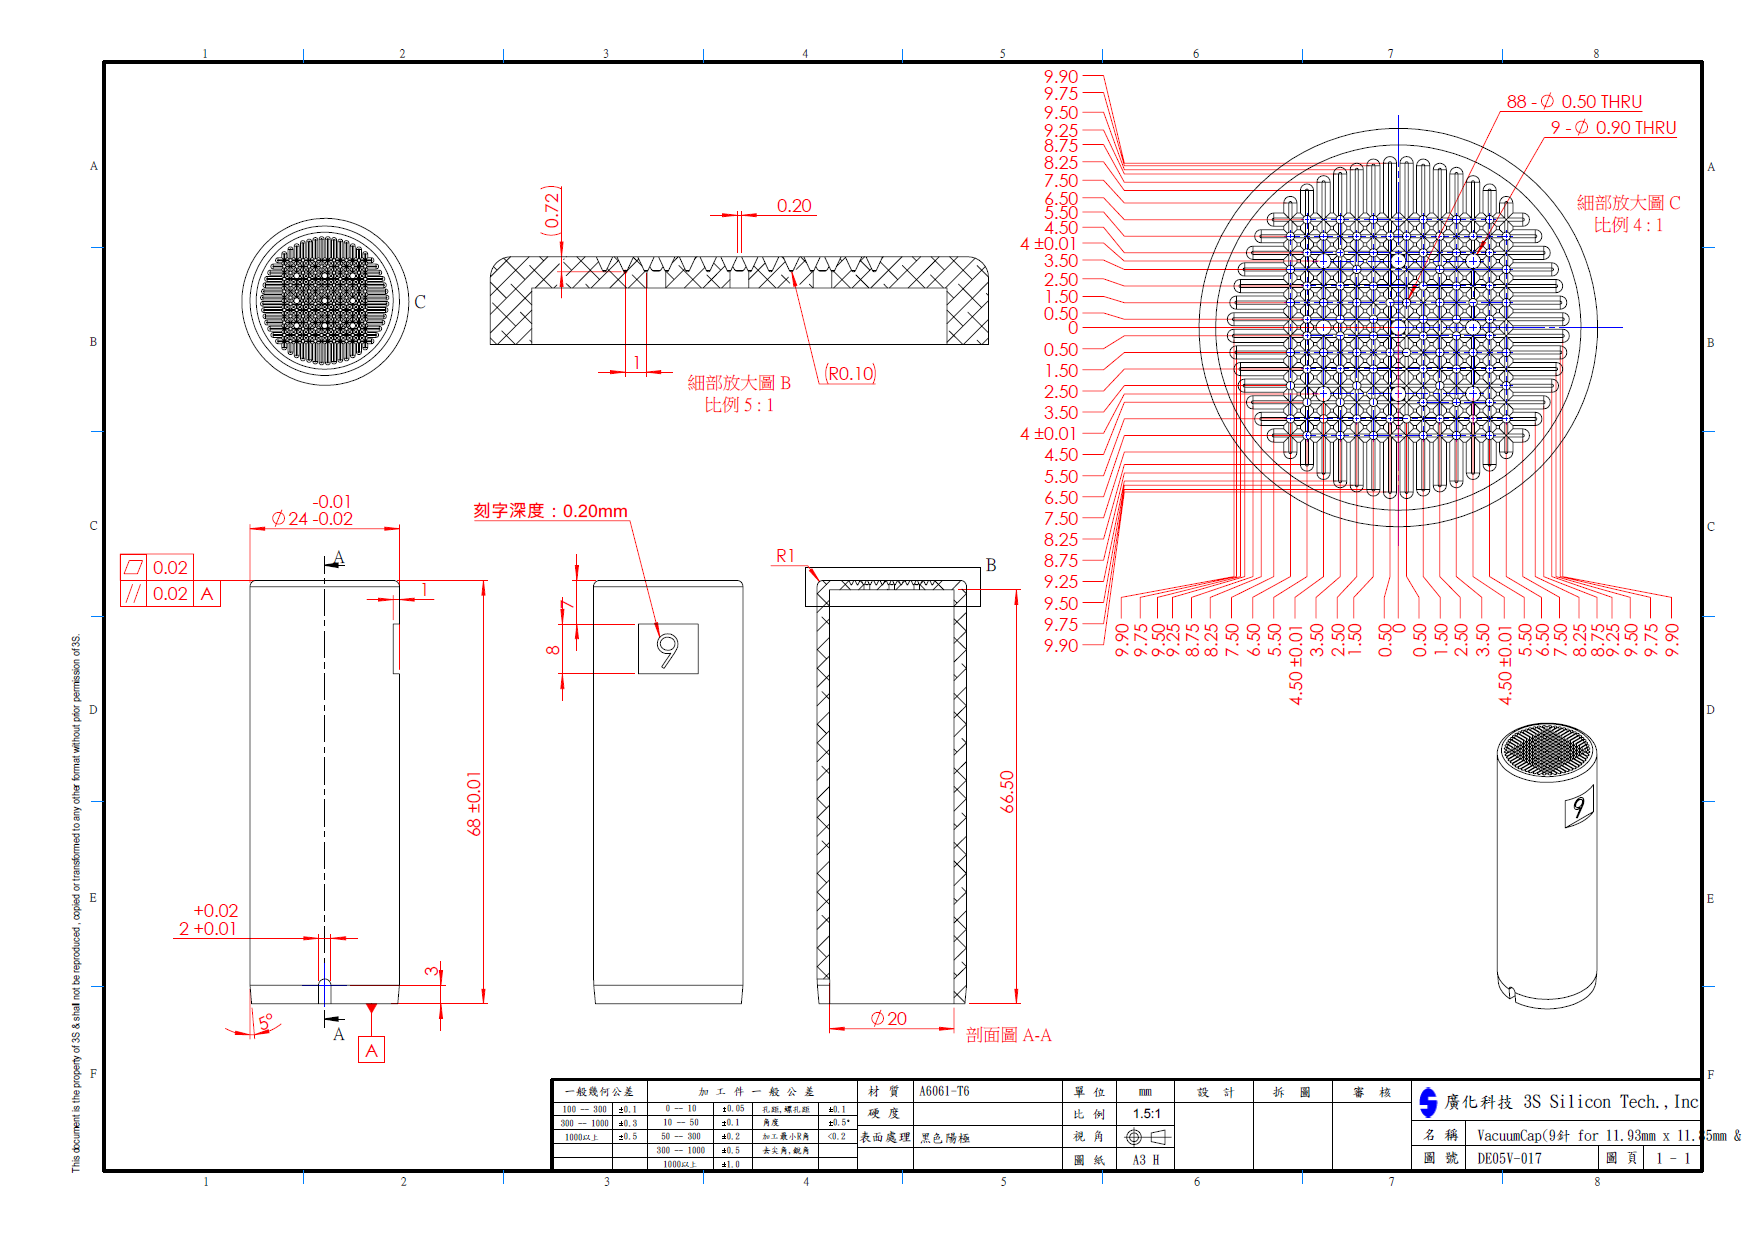 1 2 3 4 5 6 7 8
A
B
C
D
E
F
A
B
C
D
E
F
This document is the property of 3S & shall not be reproduced, copied or transformed to any other format without prior permission of 3S.
C
(0.72)
0.20
1
(R0.10)
細部放大圖 B
比例 5 : 1
88 - Ø 0.50 THRU
9 - Ø 0.90 THRU
細部放大圖 C
比例 4 : 1
9.90
9.75
9.50
9.25
8.75
8.25
7.50
6.50
5.50
4.50
4 ±0.01
3.50
2.50
1.50
0.50
0
0.50
1.50
2.50
3.50
4 ±0.01
4.50
5.50
6.50
7.50
8.25
8.75
9.25
9.50
9.75
9.90
9.90
9.75
9.50
9.25
8.75
8.25
7.50
6.50
5.50
4.50 ±0.01
3.50
2.50
1.50
0.50
0
0.50
1.50
2.50
3.50
4.50 ±0.01
5.50
6.50
7.50
8.25
8.75
9.25
9.50
9.75
9.90
-0.01
Ø24 -0.02
0.02
// 0.02 A
A
1
68 ±0.01
+0.02
2 +0.01
3
5°
A
A
刻字深度：0.20mm
7
8
9
R1
B
66.50
Ø20
剖面圖 A-A
9
一般幾何公差
100 -- 300 ±0.1
300 -- 1000 ±0.3
1000以上 ±0.5
加 工 件 一 般 公 差
0 -- 10 ±0.05 孔距,螺孔距 ±0.1
10 -- 50 ±0.1 角度 ±0.5°
50 -- 300 ±0.2 加工最小R角 <0.2
300 -- 1000 ±0.5 去尖角,銳角
1000以上 ±1.0
材 質 A6061-T6
硬 度
表面處理 黑色陽極
單 位 mm
比 例 1.5:1
視 角
圖 紙 A3 H
設 計 拆 圖 審 核
廣化科技 3S Silicon Tech.,Inc
名 稱 VacuumCap(9針 for 11.93mm x 11.85mm &
圖 號 DE05V-017 圖 頁 1 - 1
1 2 3 4 5 6 7 8